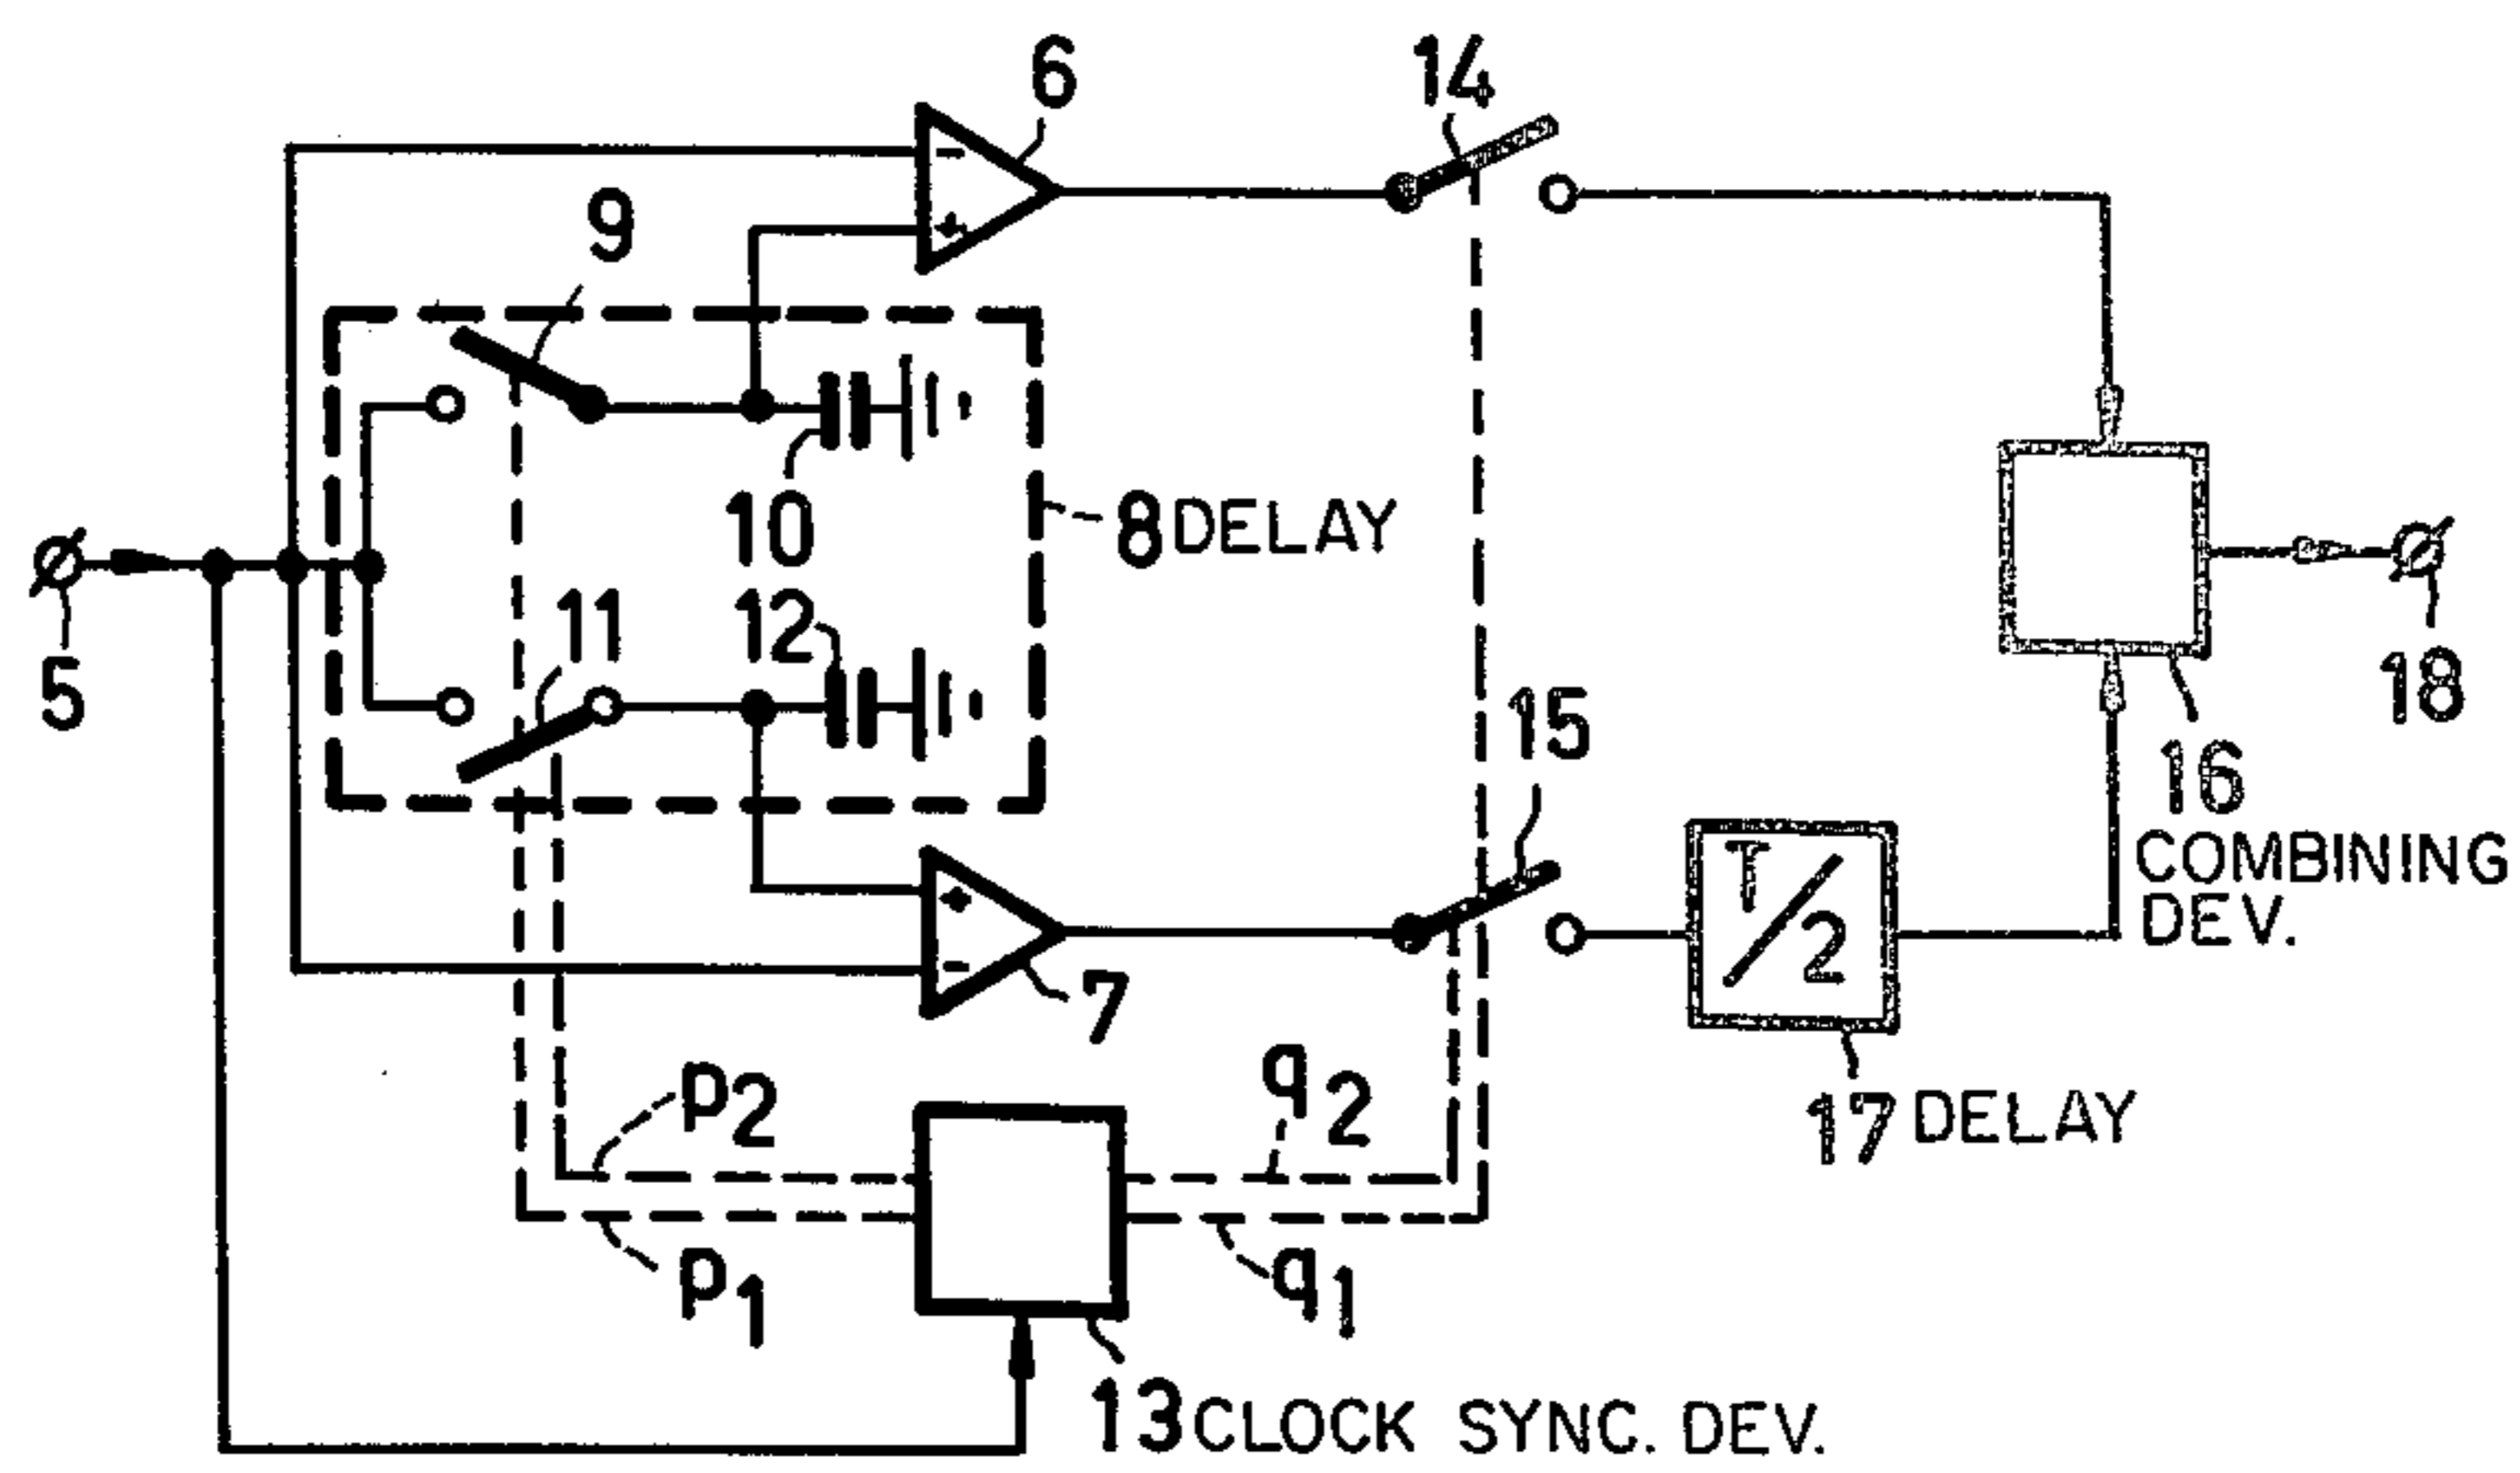 6
14
9
-
+
10
8 DELAY
5
11
12
18
15
16
COMBINING
DEV.
T/2
+
-
7
17 DELAY
p2
q2
p1
q1
13 CLOCK SYNC. DEV.